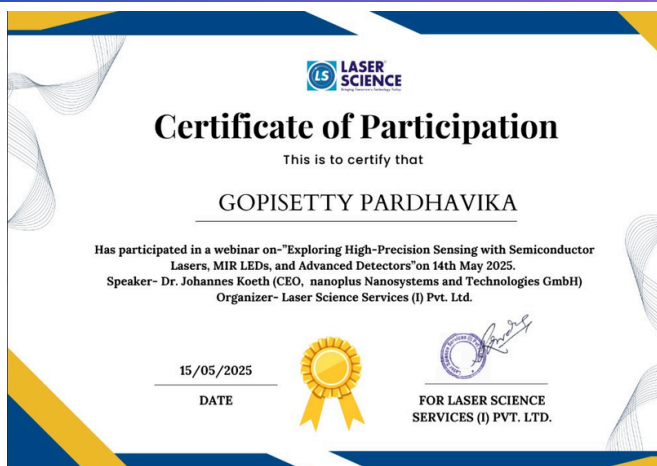 LS
LASER
SCIENCE
Bringing Tomorrow's Technology Today
Certificate of Participation
This is to certify that
GOPISETTY PARDHAVIKA
Has participated in a webinar on-"Exploring High-Precision Sensing with Semiconductor
Lasers, MIR LEDs, and Advanced Detectors"on 14th May 2025.
Speaker- Dr. Johannes Koeth (CEO, nanoplus Nanosystems and Technologies GmbH)
Organizer- Laser Science Services (I) Pvt. Ltd.
15/05/2025
DATE
FOR LASER SCIENCE
SERVICES (I) PVT. LTD.